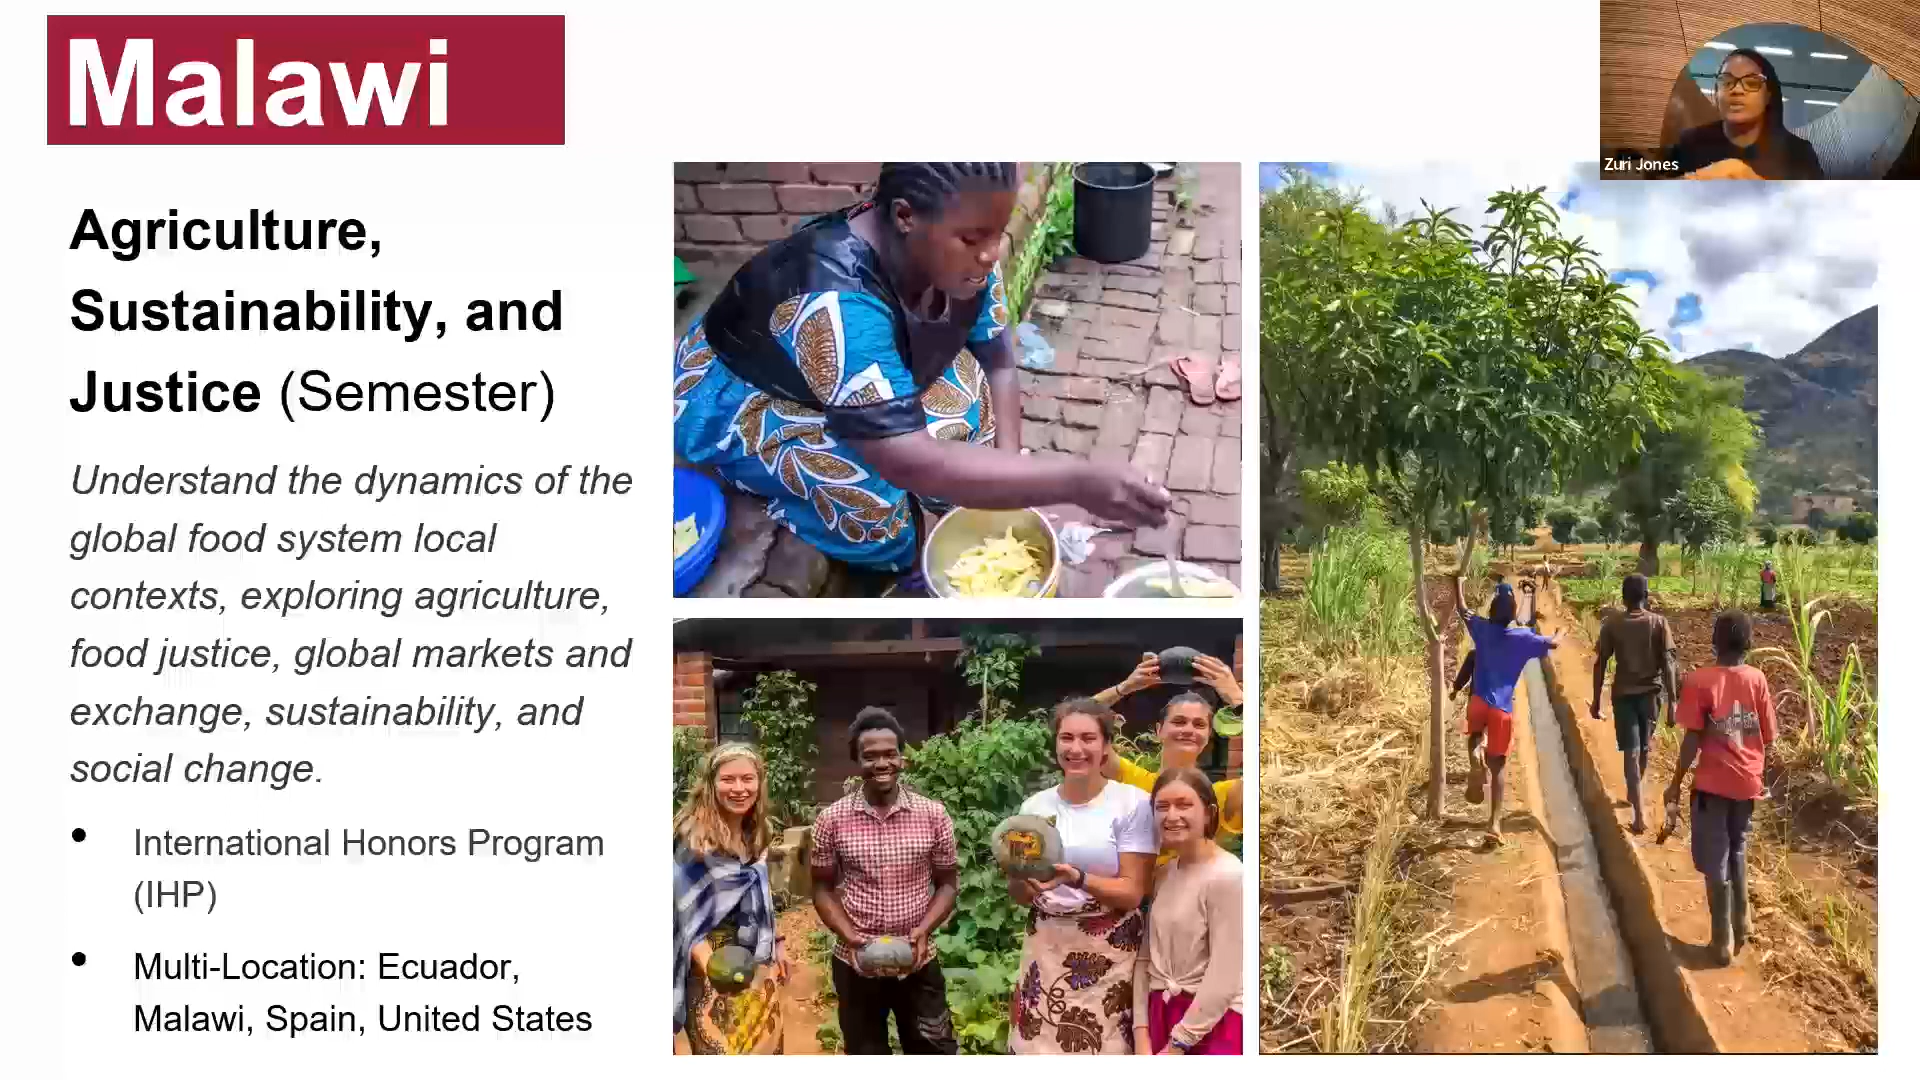 Malawi
Zuri Jones
Agriculture,
Sustainability, and
Justice (Semester)
Understand the dynamics of the
global food system local
contexts, exploring agriculture,
food justice, global markets and
exchange, sustainability, and
social change.
• International Honors Program
(IHP)
• Multi-Location: Ecuador,
Malawi, Spain, United States